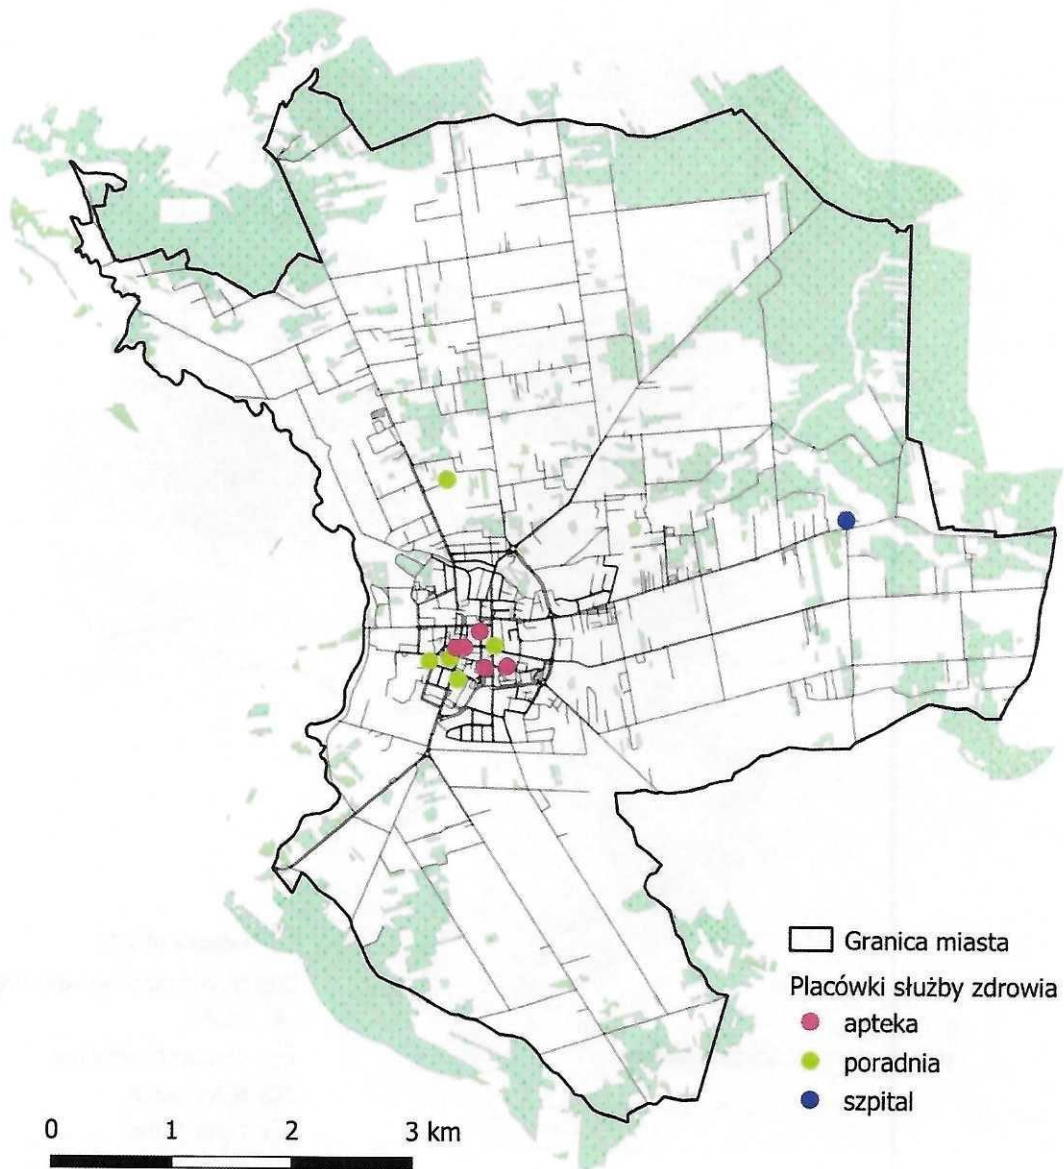 Granica miasta
Placówki służby zdrowia
apteka
poradnia
szpital
0 1 2 3 km